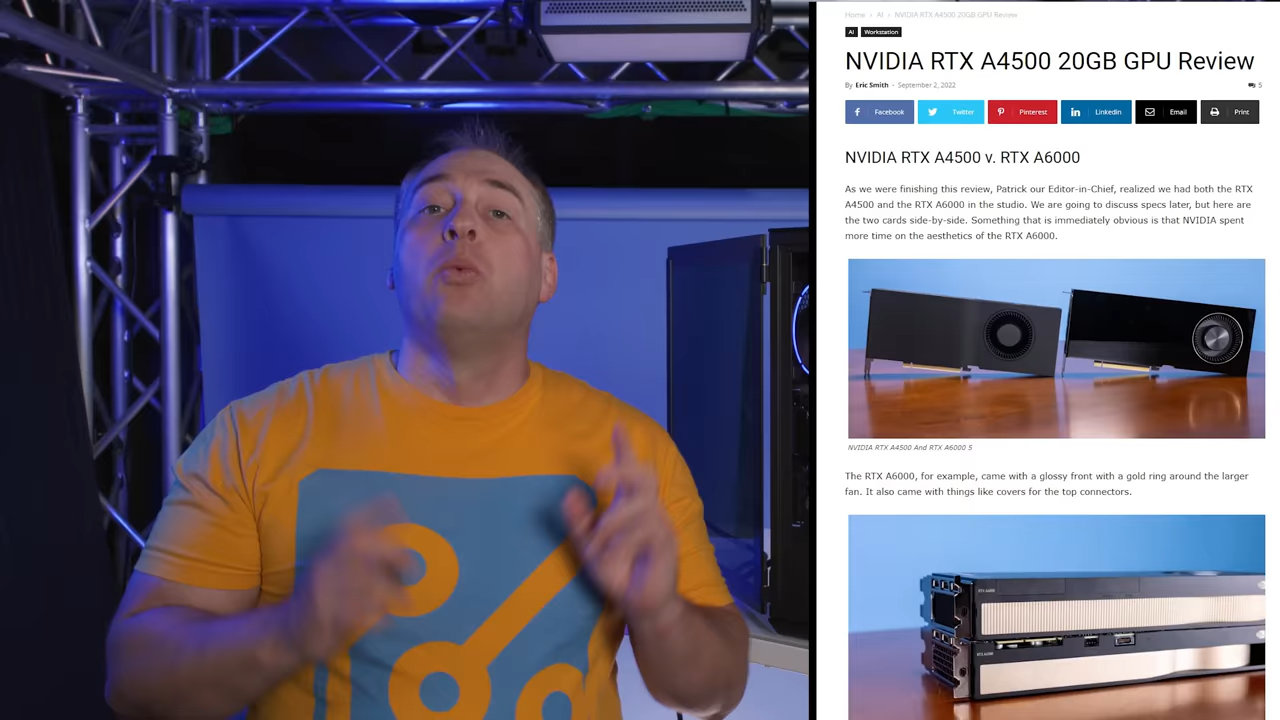 Home › AI › NVIDIA RTX A4500 20GB GPU Review
AI Workstation
NVIDIA RTX A4500 20GB GPU Review
By Eric Smith - September 2, 2022 5
Facebook Twitter Pinterest Linkedin Email Print
NVIDIA RTX A4500 v. RTX A6000
As we were finishing this review, Patrick our Editor-in-Chief, realized we had both the RTX
A4500 and the RTX A6000 in the studio. We are going to discuss specs later, but here are
the two cards side-by-side. Something that is immediately obvious is that NVIDIA spent
more time on the aesthetics of the RTX A6000.
NVIDIA RTX A4500 And RTX A6000 5
The RTX A6000, for example, came with a glossy front with a gold ring around the larger
fan. It also came with things like covers for the top connectors.
RTX A4500
RTX A6000